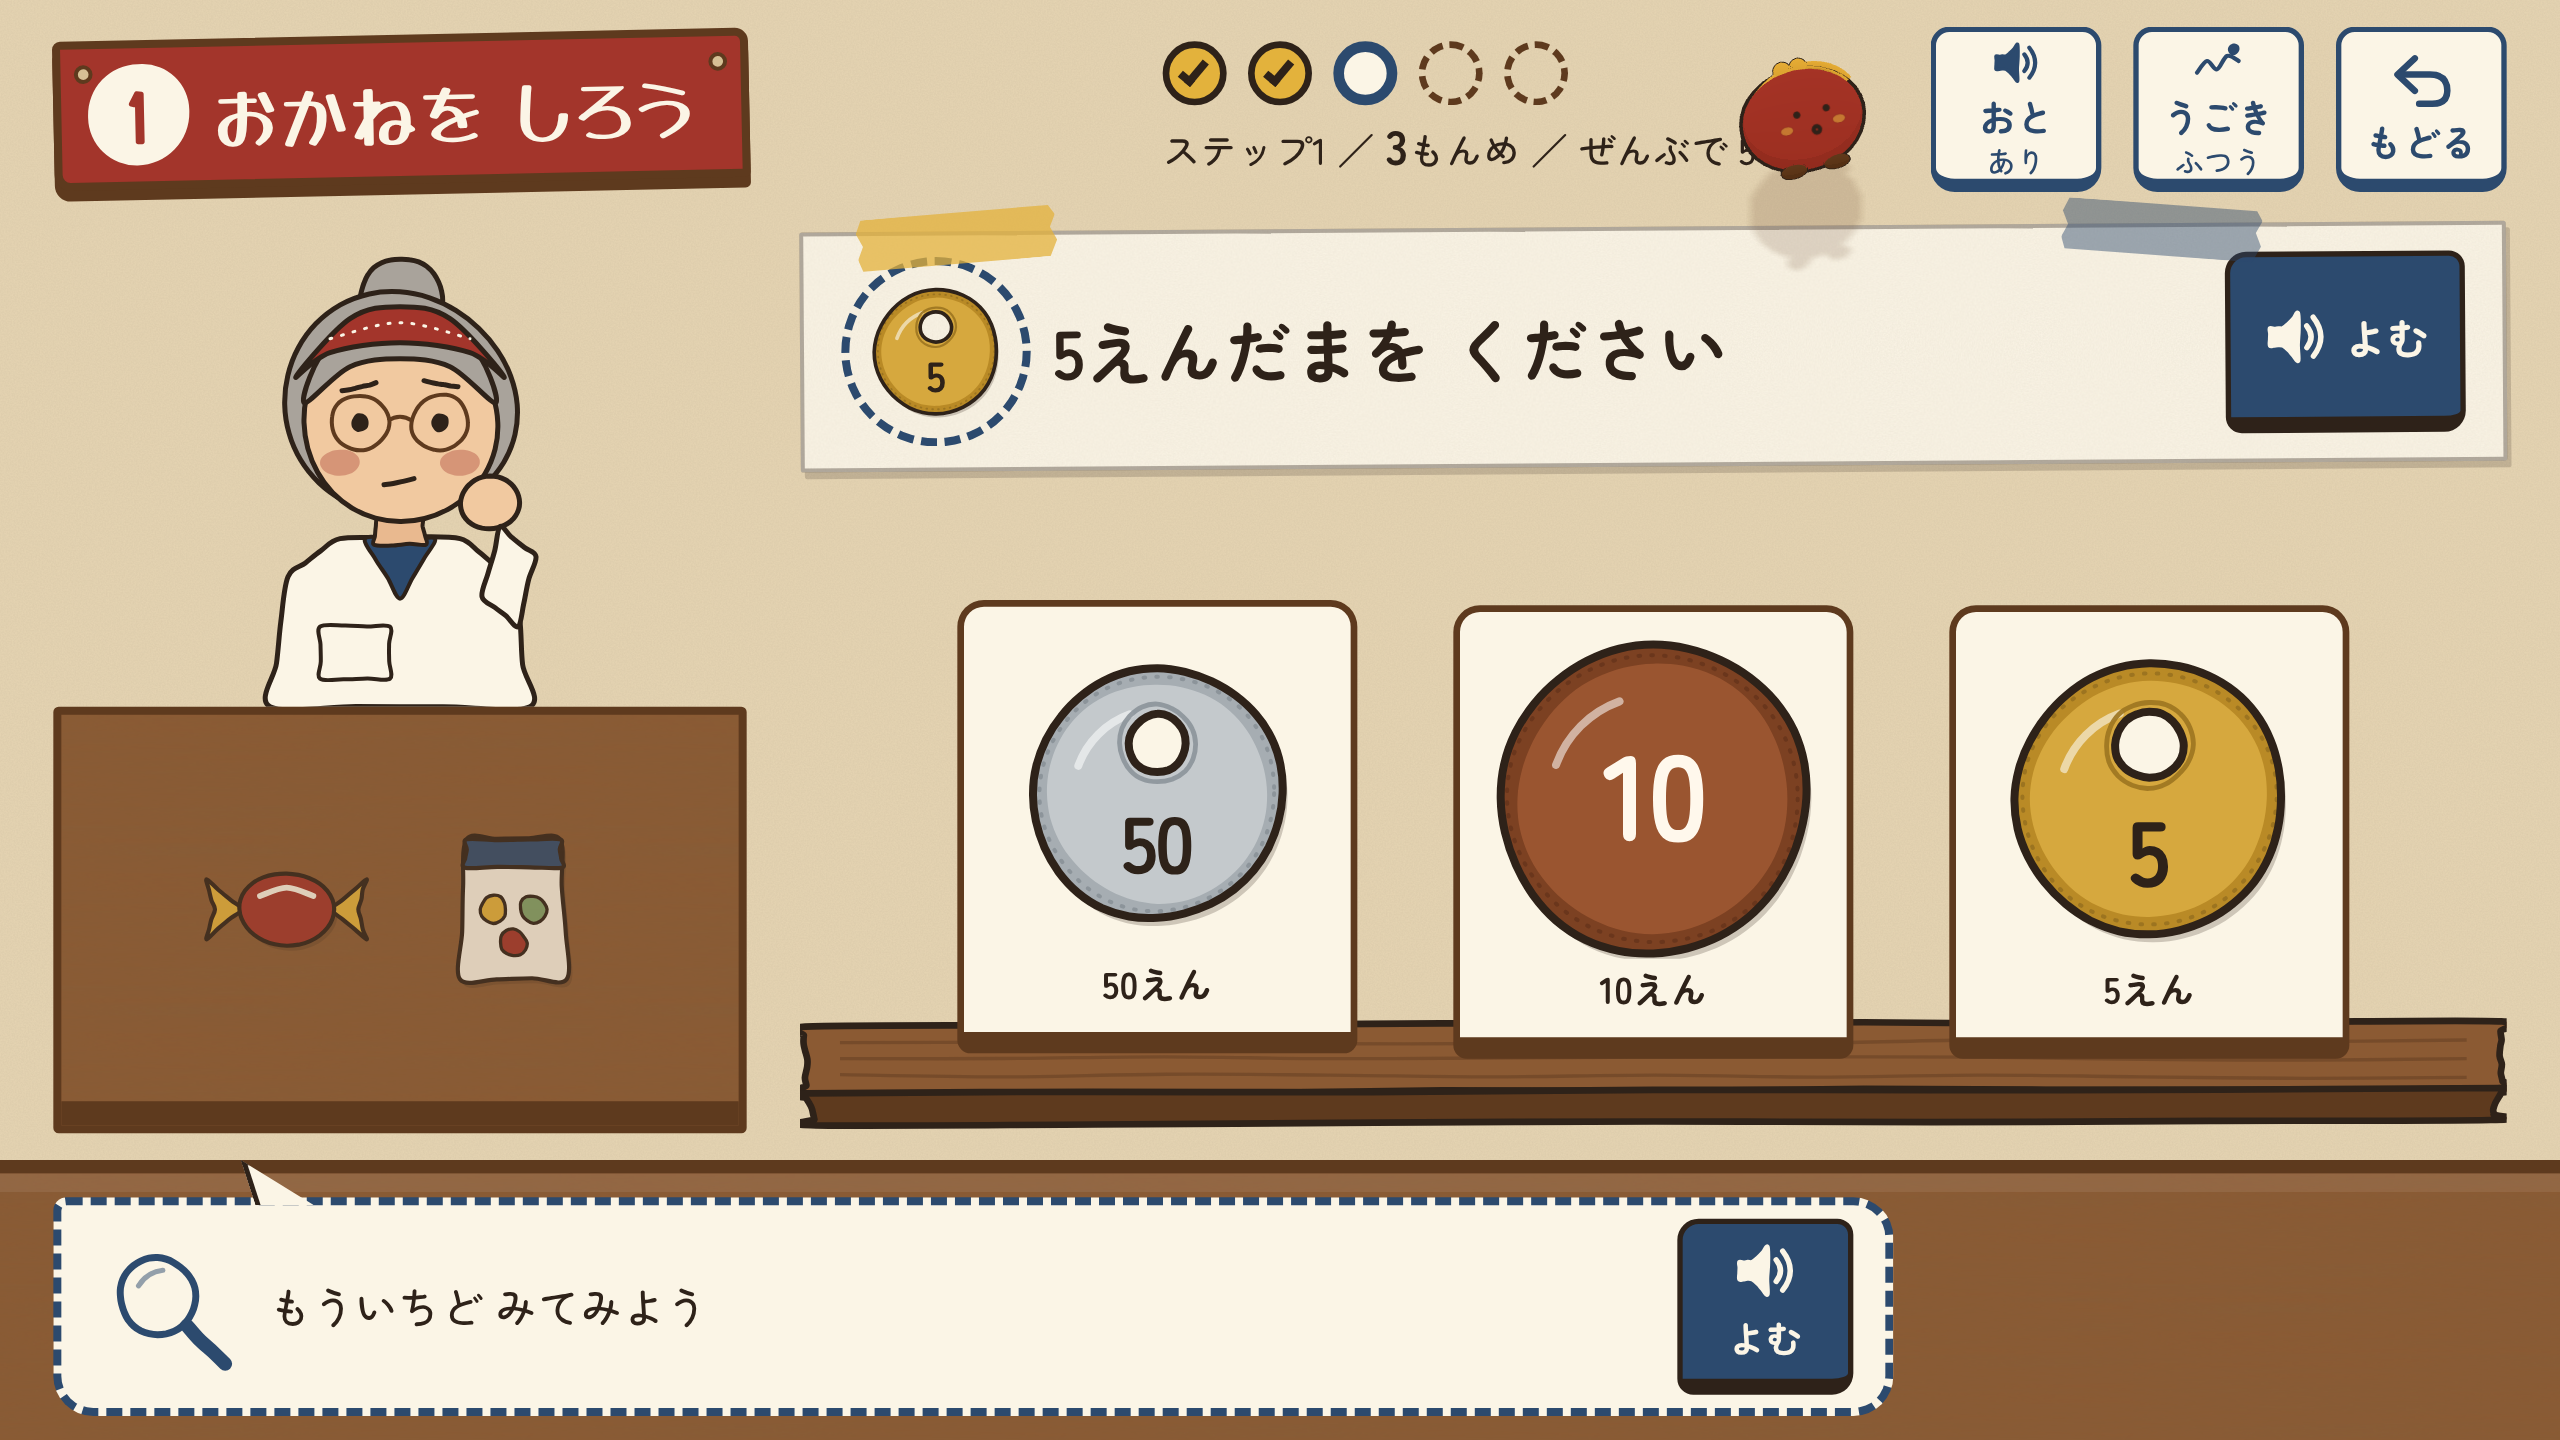 1 おかねを しろう
ステップ1 ／ 3もんめ ／ ぜんぶで 5
おと
あり
うごき
ふつう
もどる
5
5えんだまを ください
よむ
50
50えん
10
10えん
5
5えん
もういちど みてみよう
よむ